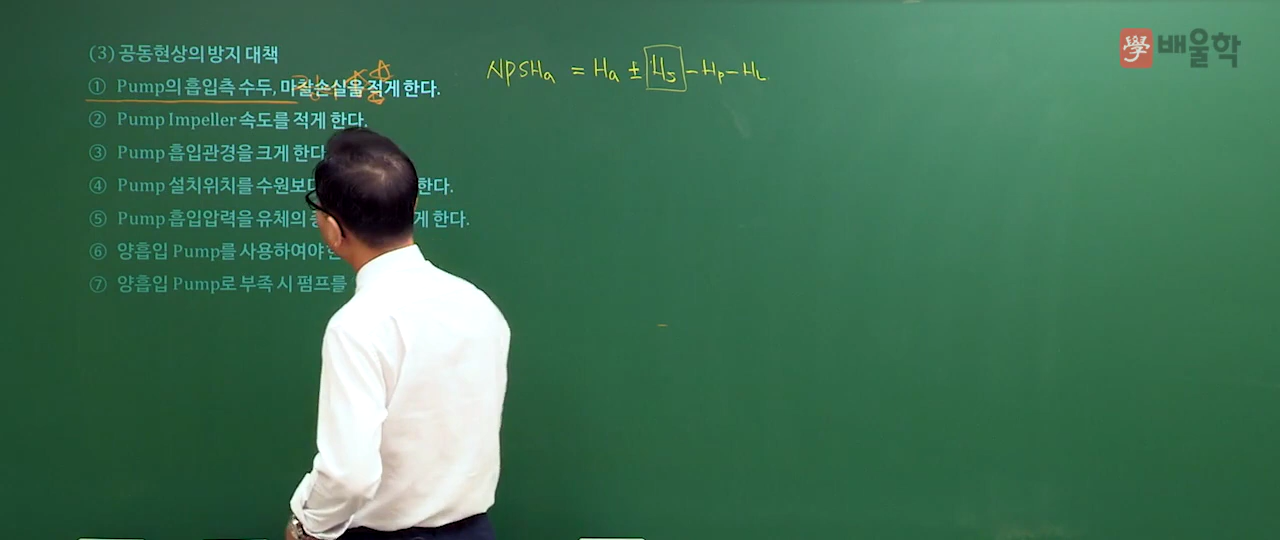 (3) 공동현상의 방지 대책
① Pump의 흡입측 수두, 마찰손실을 적게 한다.
② Pump Impeller 속도를 적게 한다.
③ Pump 흡입관경을 크게 한다
④ Pump 설치위치를 수원보다 한다.
⑤ Pump 흡입압력을 유체의 게 한다.
⑥ 양흡입 Pump를 사용하여야
⑦ 양흡입 Pump로 부족 시 펌프를
NPSHa = Ha ± Hs - Hp - HL
學 배울학